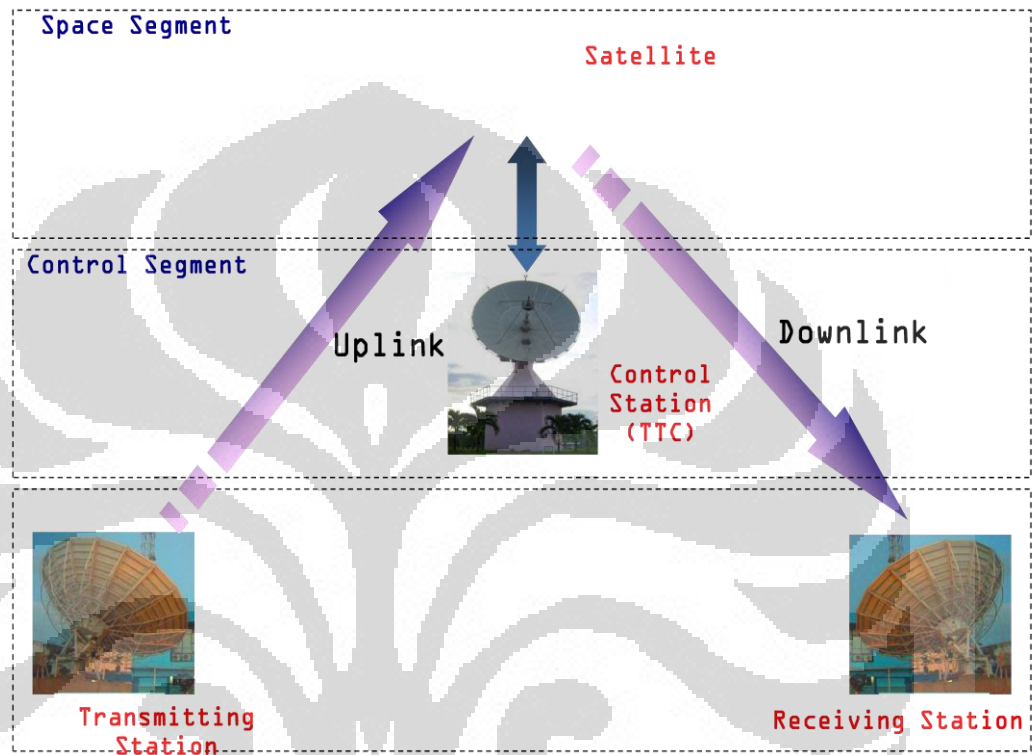 Space Segment
Satellite
Control Segment
Uplink
Downlink
Control
Station
(TTC)
Transmitting
Station
Receiving Station